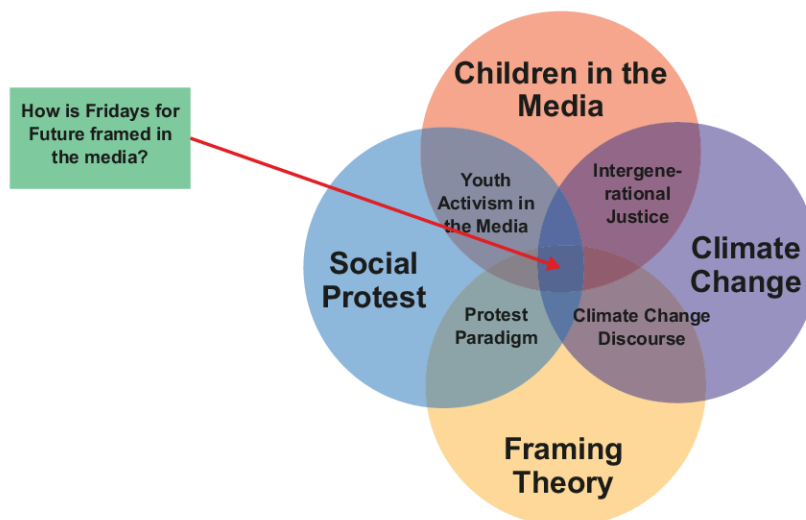 Children in the
Media
How is Fridays for
Future framed in
the media?
Youth
Activism in
the Media
Intergene-
rational
Justice
Social
Protest
Climate
Change
Protest
Paradigm
Climate Change
Discourse
Framing
Theory